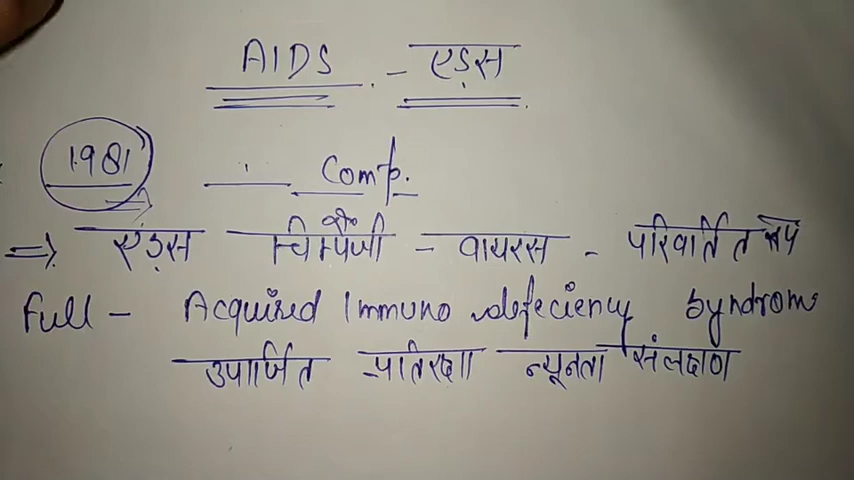 AIDS - एड्स
1981 Comp.
⇒ एड्स चिम्पैंजी के - वायरस - परिवर्तित रूप
Full - Acquired Immuno defeciency Syndrome
उपार्जित प्रतिरक्षा न्यूनता संलक्षण